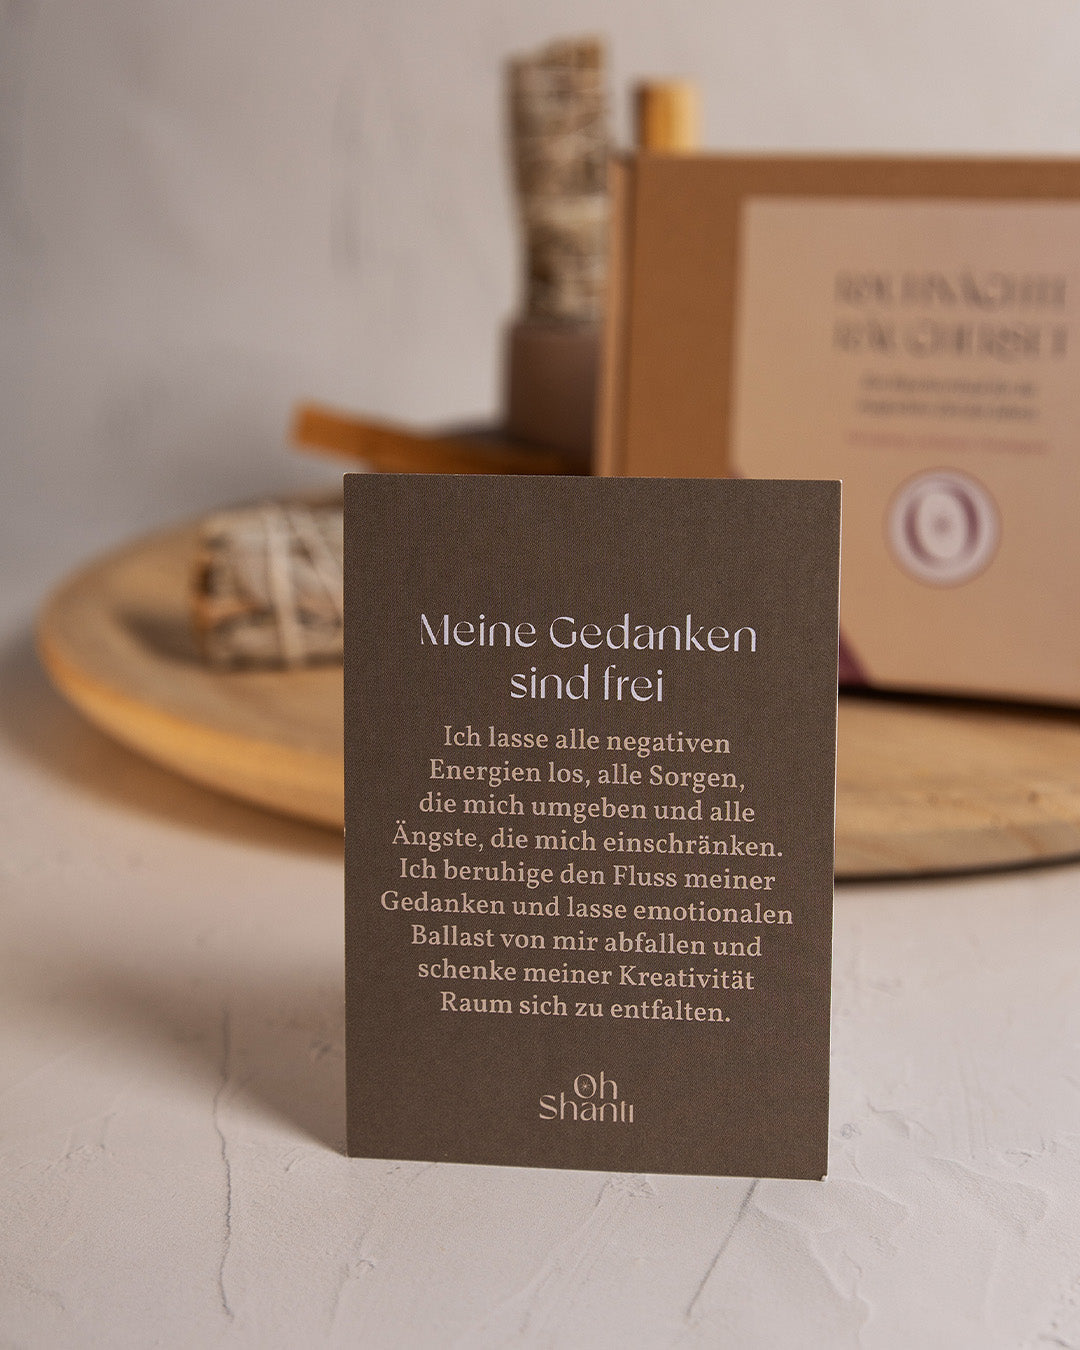 Meine Gedanken
sind frei
Ich lasse alle negativen
Energien los, alle Sorgen,
die mich umgeben und alle
Ängste, die mich einschränken.
Ich beruhige den Fluss meiner
Gedanken und lasse emotionalen
Ballast von mir abfallen und
schenke meiner Kreativität
Raum sich zu entfalten.
Oh
Shanti
RAUHNÄCHTE
RÄUCHERSET